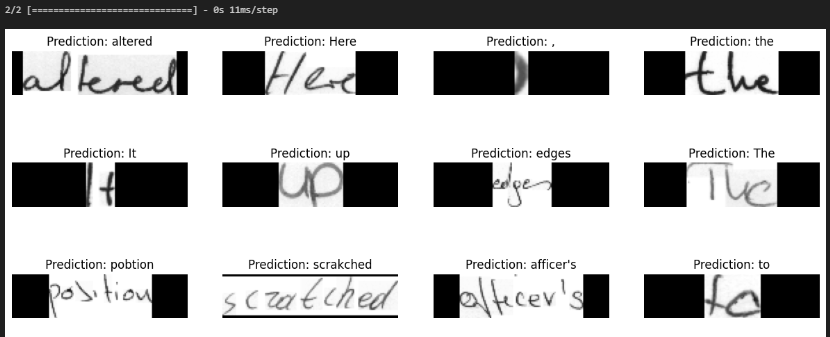 2/2 [==============================] - 0s 11ms/step
Prediction: altered Prediction: Here Prediction: , Prediction: the
altered Here ) the
Prediction: It Prediction: up Prediction: edges Prediction: The
It up edges The
Prediction: pobtion Prediction: scrakched Prediction: afficer's Prediction: to
position scratched officer's to